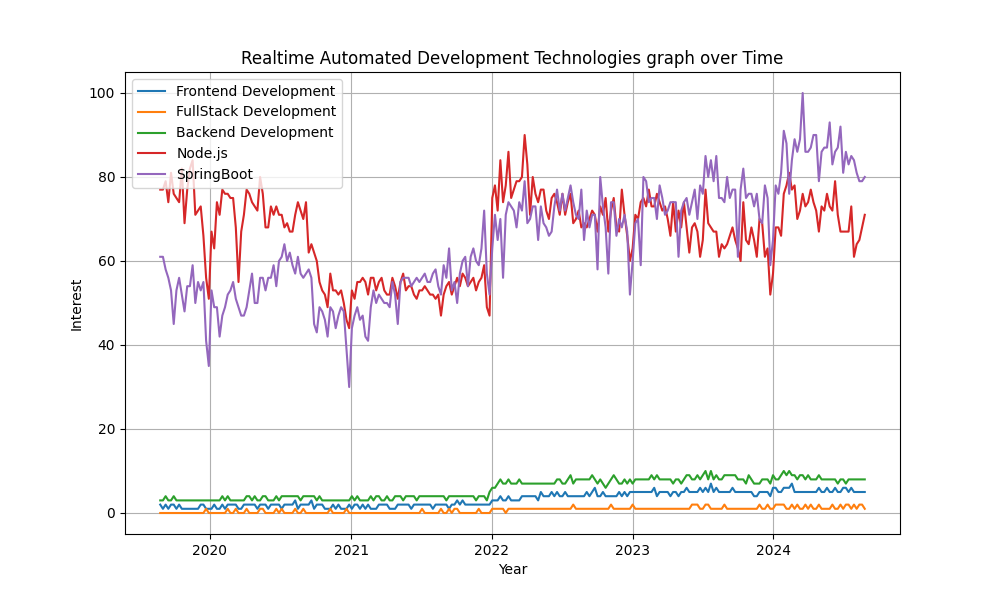 Realtime Automated Development Technologies graph over Time
Frontend Development
FullStack Development
Backend Development
Node.js
SpringBoot
100
80
60
40
20
0
Interest
2020 2021 2022 2023 2024
Year